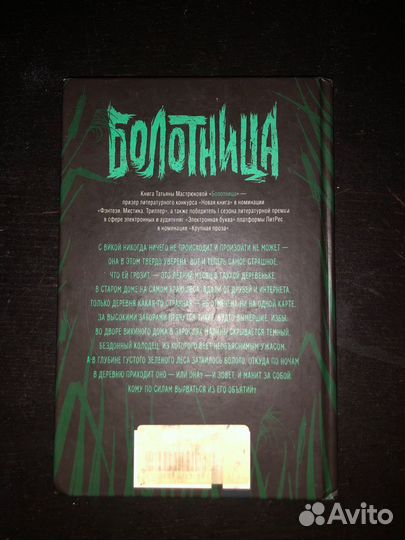 БОЛОТНИЦА
Книга Татьяны Мастрюковой «Болотница» —
призер литературного конкурса «Новая книга» в номинации
«Фэнтези. Мистика. Триллер», а также победитель I сезона литературной премии
в сфере электронных и аудиокниг «Электронная буква» платформы ЛитРес
в номинации «Крупная проза»
С ВИКОЙ НИКОГДА НИЧЕГО НЕ ПРОИСХОДИТ И ПРОИЗОЙТИ НЕ МОЖЕТ —
ОНА В ЭТОМ ТВЕРДО УВЕРЕНА. ВОТ И ТЕПЕРЬ САМОЕ СТРАШНОЕ,
ЧТО ЕЙ ГРОЗИТ, — ЭТО ЛЕТНИЙ МЕСЯЦ В ГЛУХОЙ ДЕРЕВЕНЬКЕ,
В СТАРОМ ДОМЕ НА САМОМ КРАЮ ЛЕСА, ВДАЛИ ОТ ДРУЗЕЙ И ИНТЕРНЕТА.
ТОЛЬКО ДЕРЕВНЯ КАКАЯ-ТО СТРАННАЯ — НЕ ОТМЕЧЕНА НИ НА ОДНОЙ КАРТЕ.
ЗА ВЫСОКИМИ ЗАБОРАМИ ПРЯЧУТСЯ ТИХИЕ, БУДТО ВЫМЕРШИЕ, ИЗБЫ.
ВО ДВОРЕ ВИКИНОГО ДОМА В ЗАРОСЛЯХ МАЛИНЫ СКРЫВАЕТСЯ ТЕМНЫЙ,
БЕЗДОННЫЙ КОЛОДЕЦ, ИЗ КОТОРОГО ВЕЕТ НЕОБЪЯСНИМЫМ УЖАСОМ.
А В ГЛУБИНЕ ГУСТОГО ЗЕЛЕНОГО ЛЕСА ЗАТАИЛОСЬ БОЛОТО, ОТКУДА ПО НОЧАМ
В ДЕРЕВНЮ ПРИХОДИТ ОНО — ИЛИ ОНА? — И ЗОВЕТ, И МАНИТ ЗА СОБОЙ.
КОМУ ПО СИЛАМ ВЫРВАТЬСЯ ИЗ ЕГО ОБЪЯТИЙ?
Avito